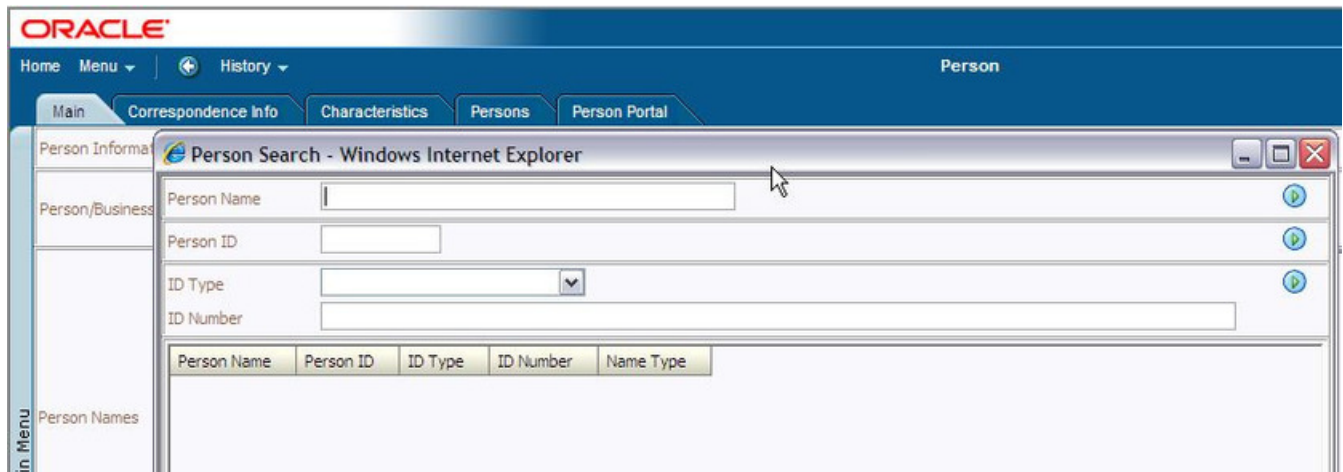 ORACLE
Home Menu History Person
Main Correspondence Info Characteristics Persons Person Portal
Person Informat
Person Search - Windows Internet Explorer
Person/Business
Person Name
Person ID
ID Type
ID Number
Person Name Person ID ID Type ID Number Name Type
Person Names
in Menu